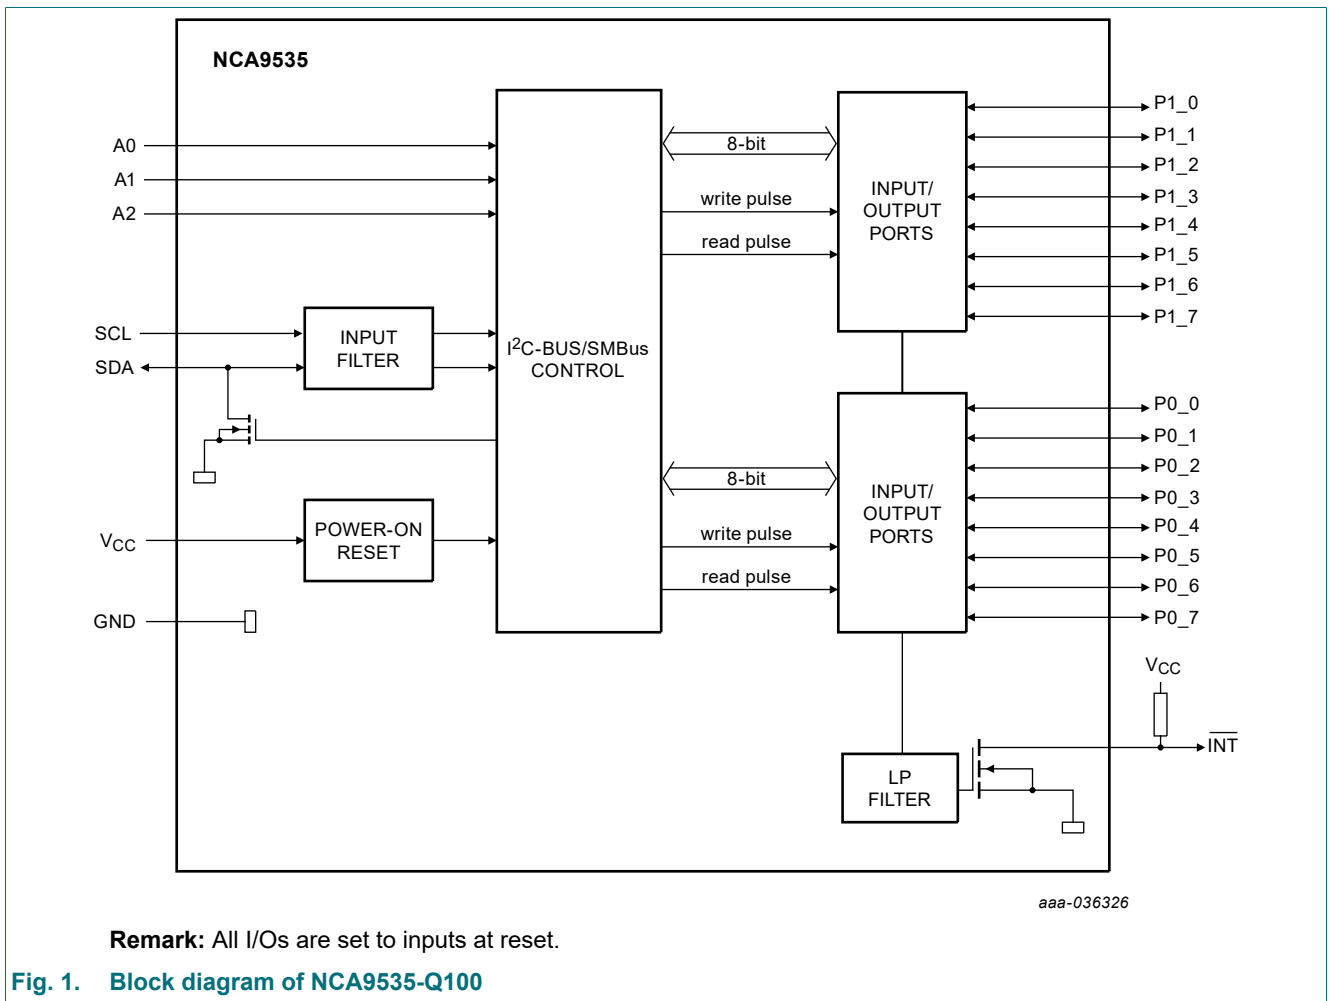 NCA9535
A0
A1
A2
SCL
SDA
V_CC
GND
INPUT
FILTER
POWER-ON
RESET
I²C-BUS/SMBus
CONTROL
8-bit
write pulse
read pulse
INPUT/
OUTPUT
PORTS
P1_0
P1_1
P1_2
P1_3
P1_4
P1_5
P1_6
P1_7
8-bit
write pulse
read pulse
INPUT/
OUTPUT
PORTS
P0_0
P0_1
P0_2
P0_3
P0_4
P0_5
P0_6
P0_7
V_CC
I̅N̅T̅
LP
FILTER
aaa-036326
Remark: All I/Os are set to inputs at reset.
Fig. 1. Block diagram of NCA9535-Q100